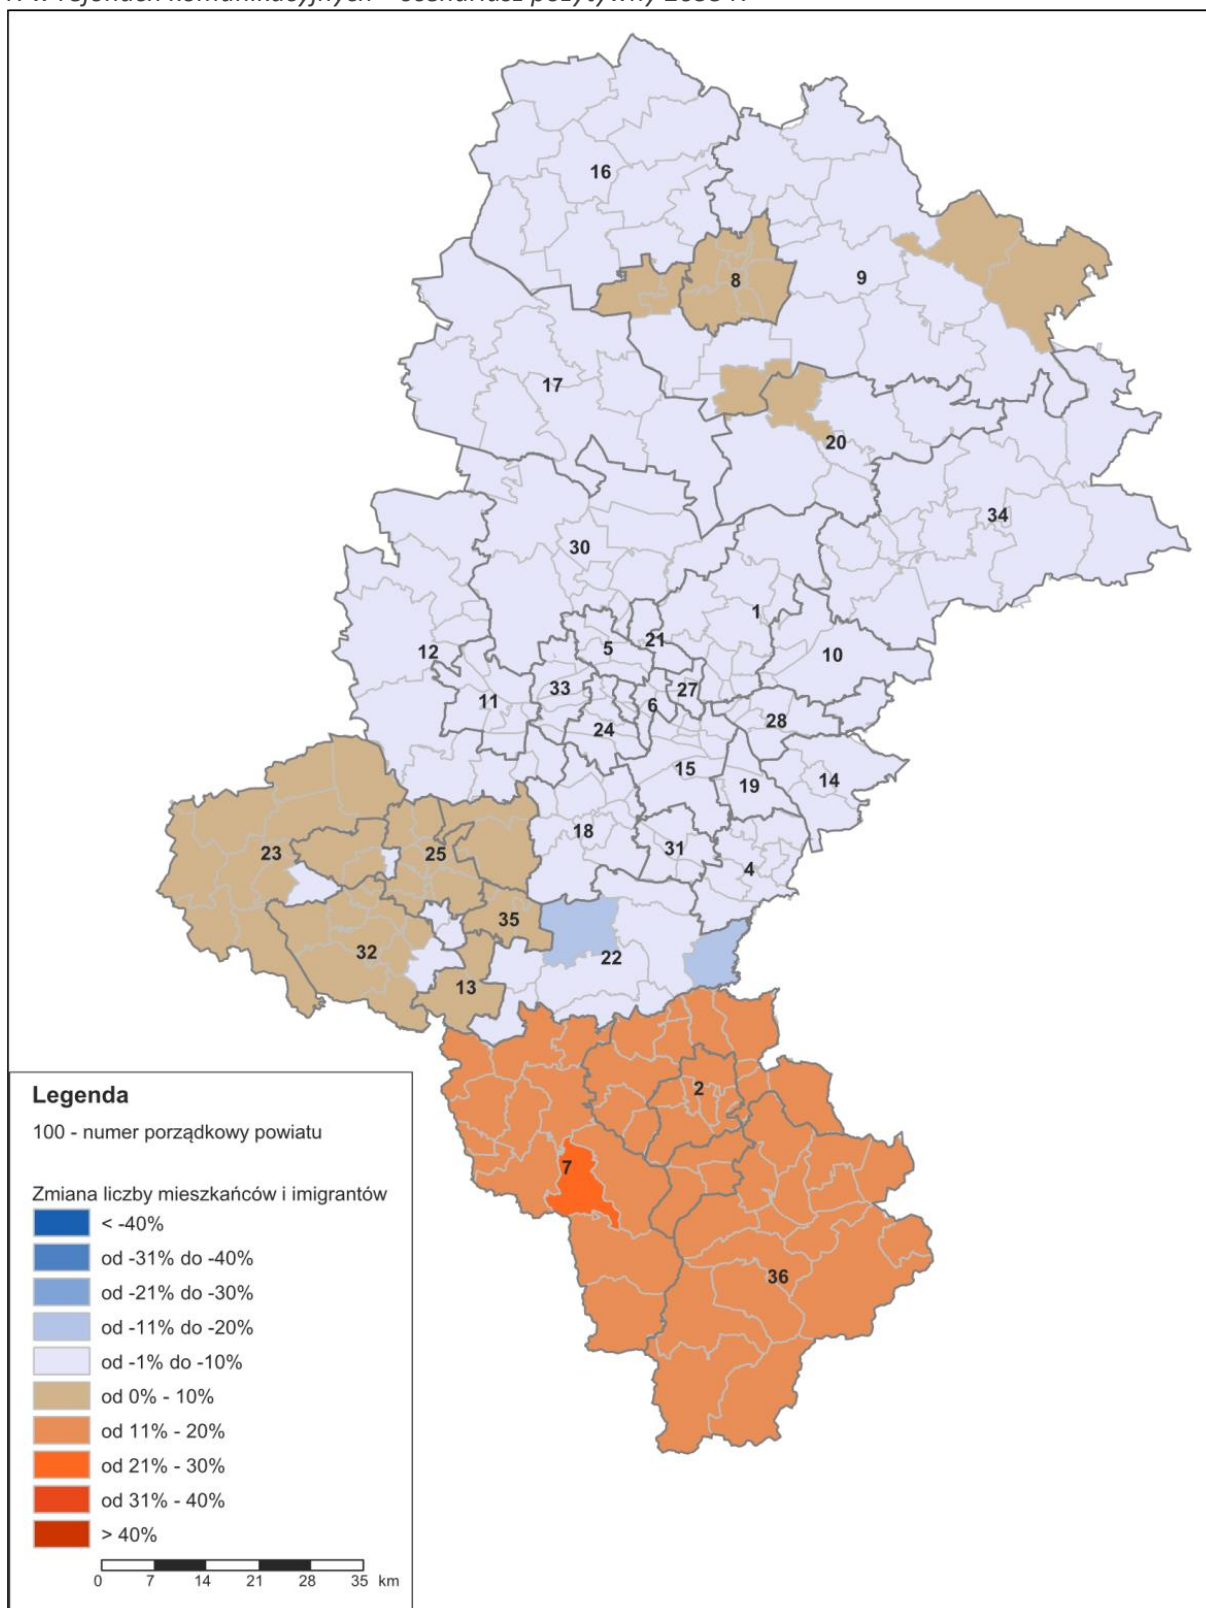 w rejonach komunikacyjnych – scenariusz pozytywny
16
8
9
17
20
34
30
1
12
5
21
10
33
27
11
6
28
24
15
19
14
18
23
25
31
4
35
32
22
13
2
7
36
Legenda
100 - numer porządkowy powiatu
Zmiana liczby mieszkańców i imigrantów
< -40%
od -31% do -40%
od -21% do -30%
od -11% do -20%
od -1% do -10%
od 0% - 10%
od 11% - 20%
od 21% - 30%
od 31% - 40%
> 40%
0 7 14 21 28 35 km